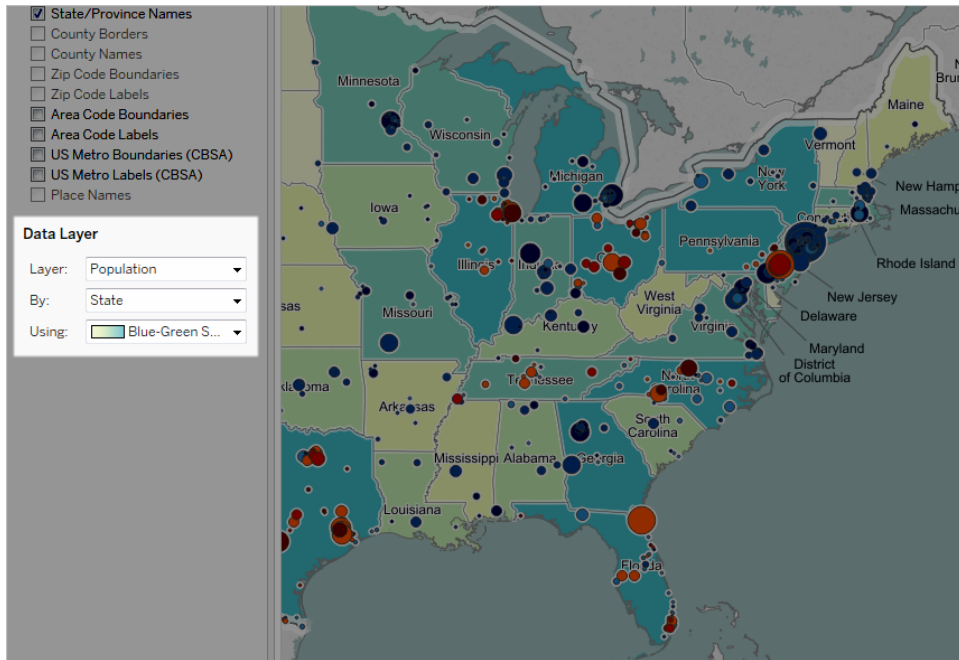 State/Province Names
County Borders
County Names
Zip Code Boundaries
Zip Code Labels
Area Code Boundaries
Area Code Labels
US Metro Boundaries (CBSA)
US Metro Labels (CBSA)
Place Names
Data Layer
Layer: Population
By: State
Using: Blue-Green S...
Minnesota
Wisconsin
Michigan
Iowa
Illinois
Missouri
Kentucky
West
Virginia
Virginia
Pennsylvania
New
York
Vermont
Maine
New Hamp
Massachu
Rhode Island
New Jersey
Delaware
Maryland
District
of Columbia
Tennessee
North
Carolina
South
Carolina
Arkansas
Mississippi
Alabama
Georgia
Louisiana
Florida